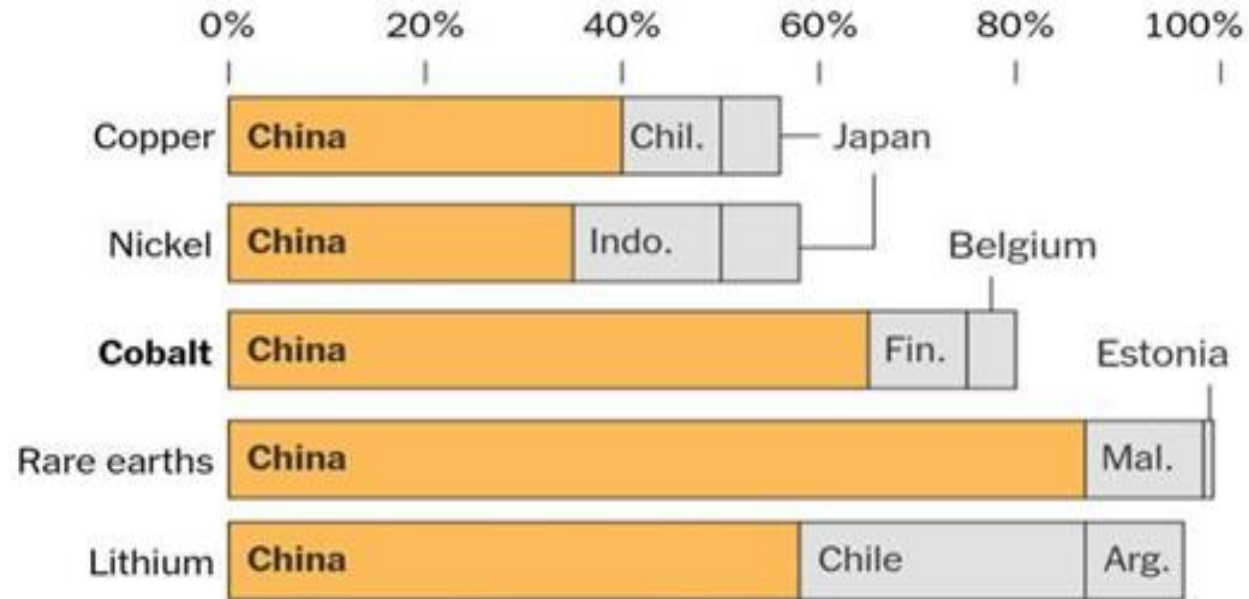 0% 20% 40% 60% 80% 100%
Copper China Chil. Japan
Nickel China Indo.
Belgium
Cobalt China Fin.
Estonia
Rare earths China Mal.
Lithium China Chile Arg.